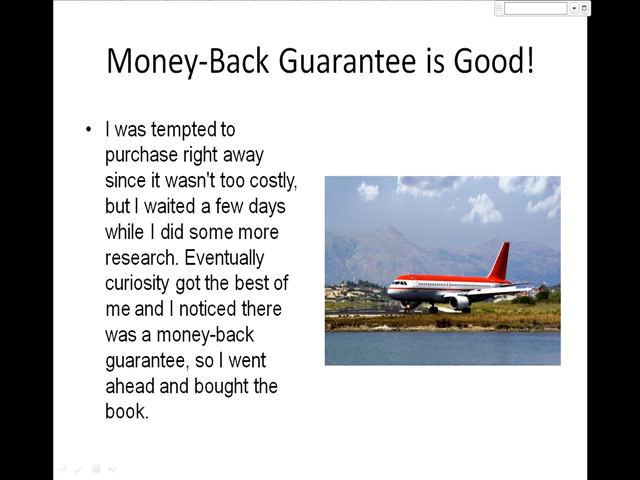 Money-Back Guarantee is Good!
• I was tempted to
purchase right away
since it wasn't too costly,
but I waited a few days
while I did some more
research. Eventually
curiosity got the best of
me and I noticed there
was a money-back
guarantee, so I went
ahead and bought the
book.